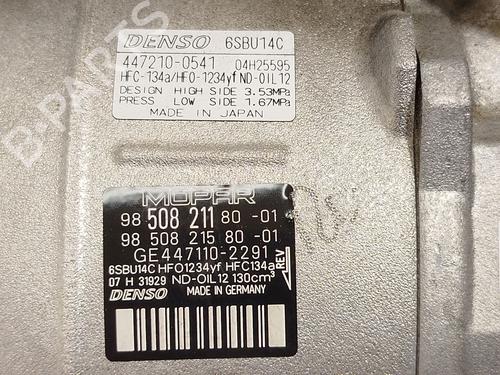 DENSO 6SBU14C
447210-0541 04H25595
HFC-134a/HFO-1234yf ND-OIL12
DESIGN HIGH SIDE 3.53MPa
PRESS LOW SIDE 1.67MPa
MADE IN JAPAN
B-PARTS
MOPAR
98 508 211 80 -01
98 508 215 80 -01
GE447110-2291
6SBU14C HFO1234yf HFC134a
07 H 31929 ND-OIL12 130cm³
REV
DENSO MADE IN GERMANY